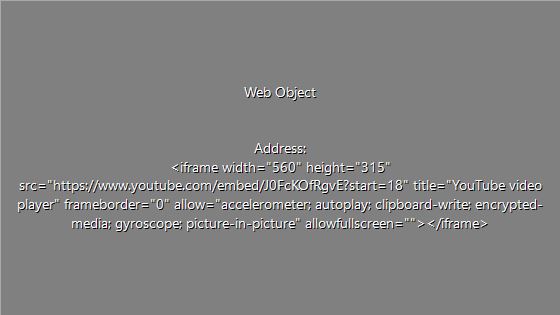 Web Object
Address:
<iframe width="560" height="315"
src="https://www.youtube.com/embed/J0FcKOfRgvE?start=18" title="YouTube video
player" frameborder="0" allow="accelerometer; autoplay; clipboard-write; encrypted-
media; gyroscope; picture-in-picture" allowfullscreen=""></iframe>